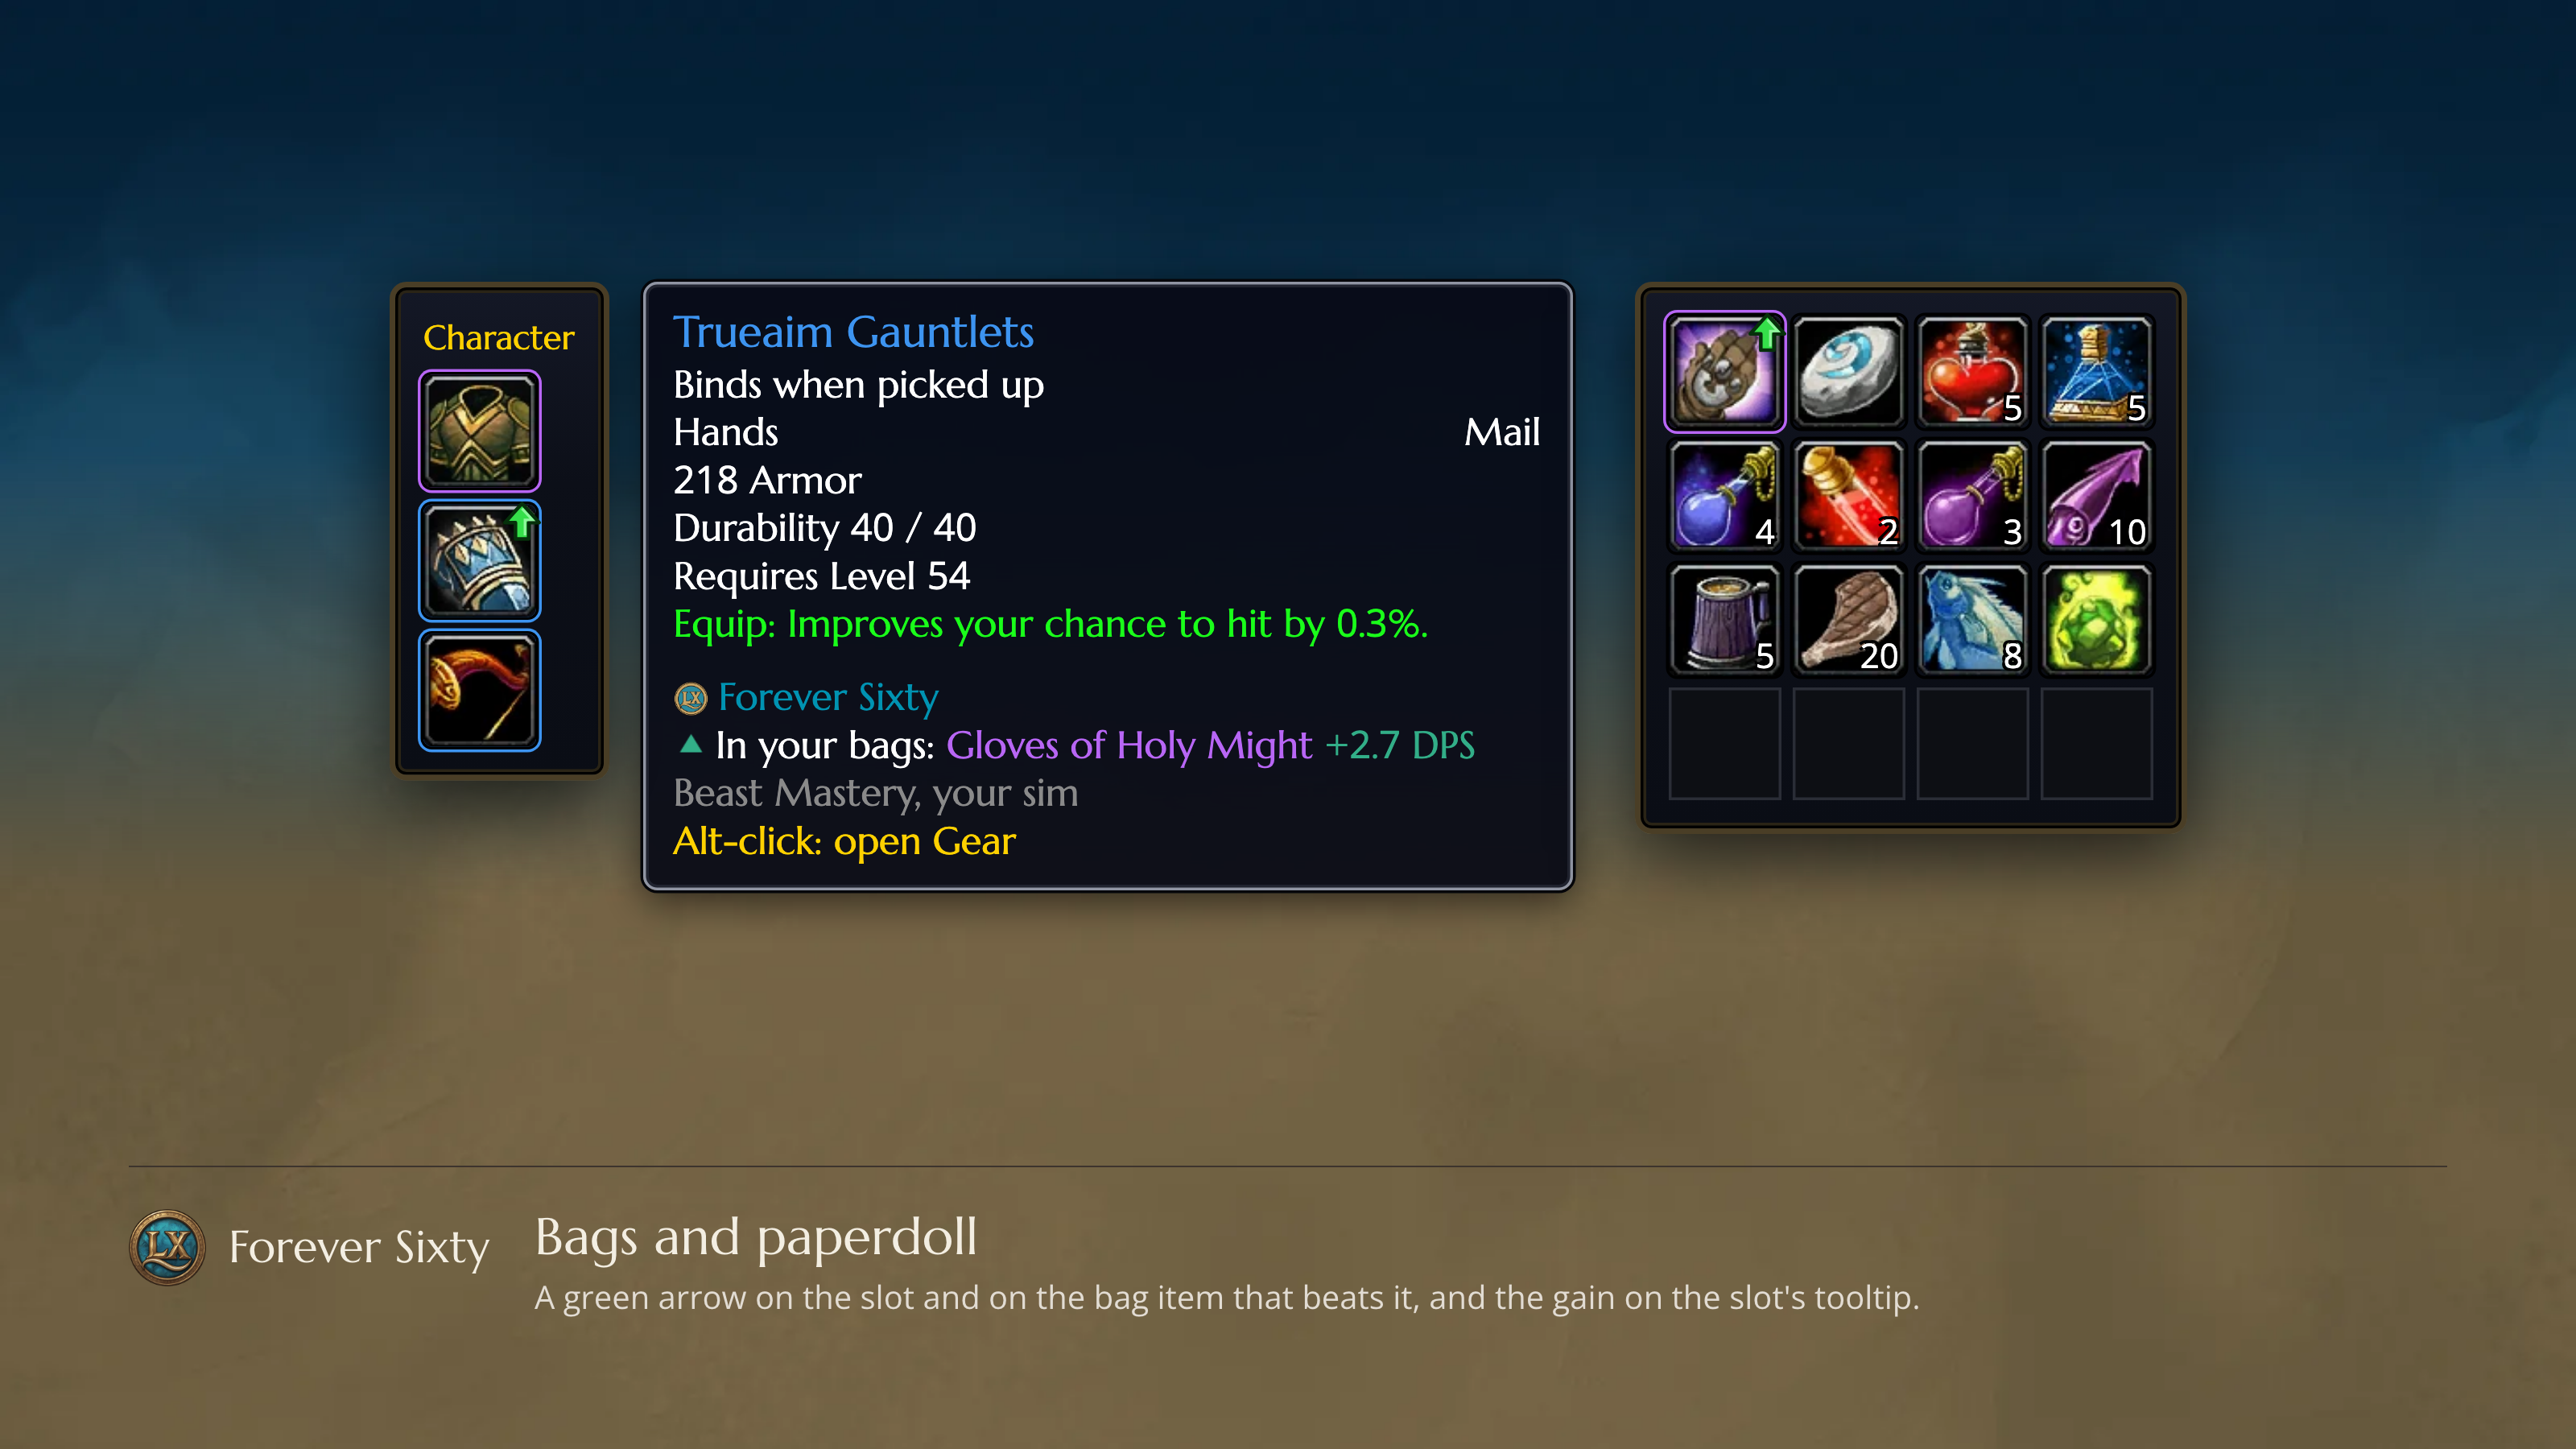 Character
Trueaim Gauntlets
Binds when picked up
Hands Mail
218 Armor
Durability 40 / 40
Requires Level 54
Equip: Improves your chance to hit by 0.3%.
LX Forever Sixty
In your bags: Gloves of Holy Might +2.7 DPS
Beast Mastery, your sim
Alt-click: open Gear
5 5
4 2 3 10
5 20 8
LX Forever Sixty
Bags and paperdoll
A green arrow on the slot and on the bag item that beats it, and the gain on the slot's tooltip.